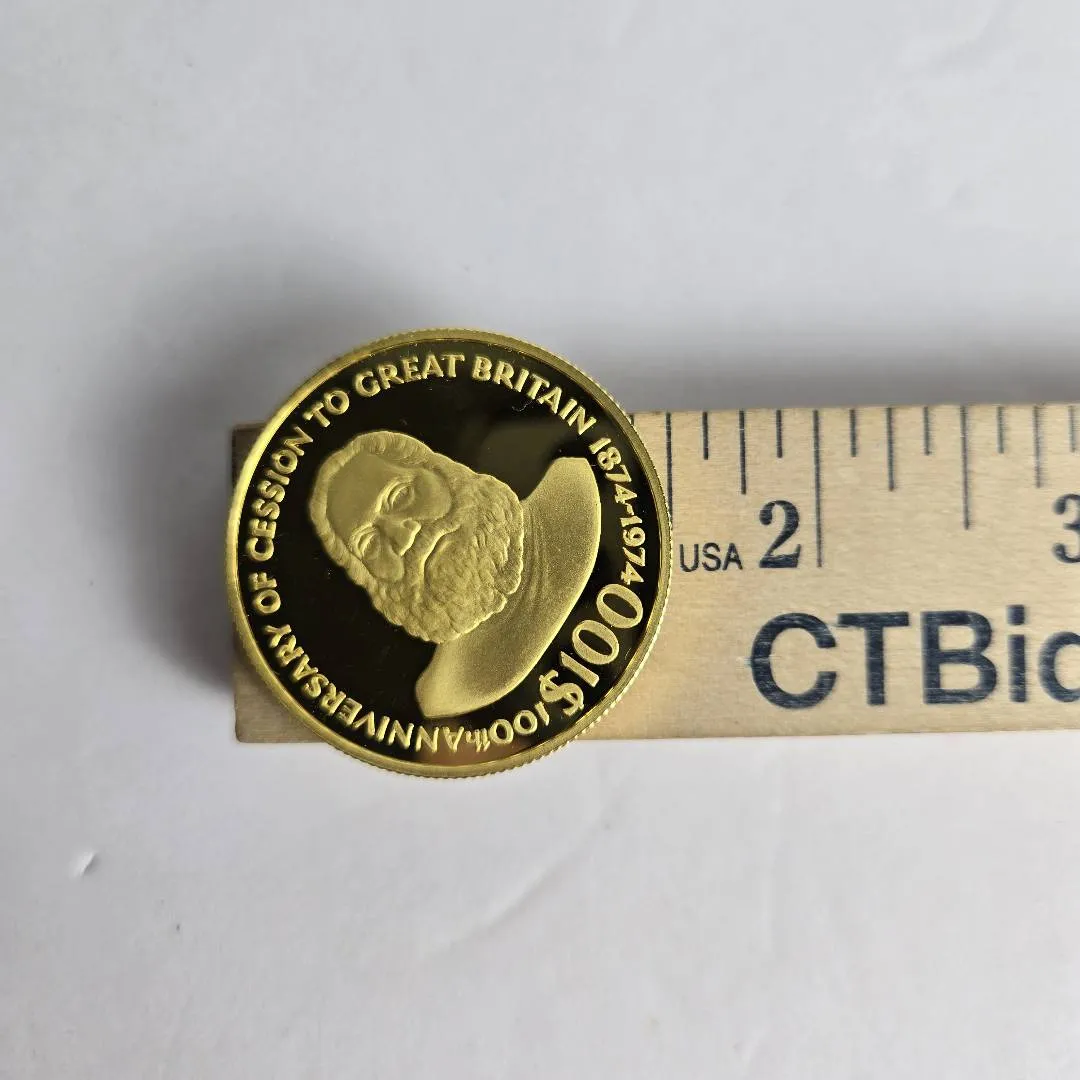 100th ANNIVERSARY OF CESSION TO GREAT BRITAIN 1874-1974
$100
USA
2
3
CTBid